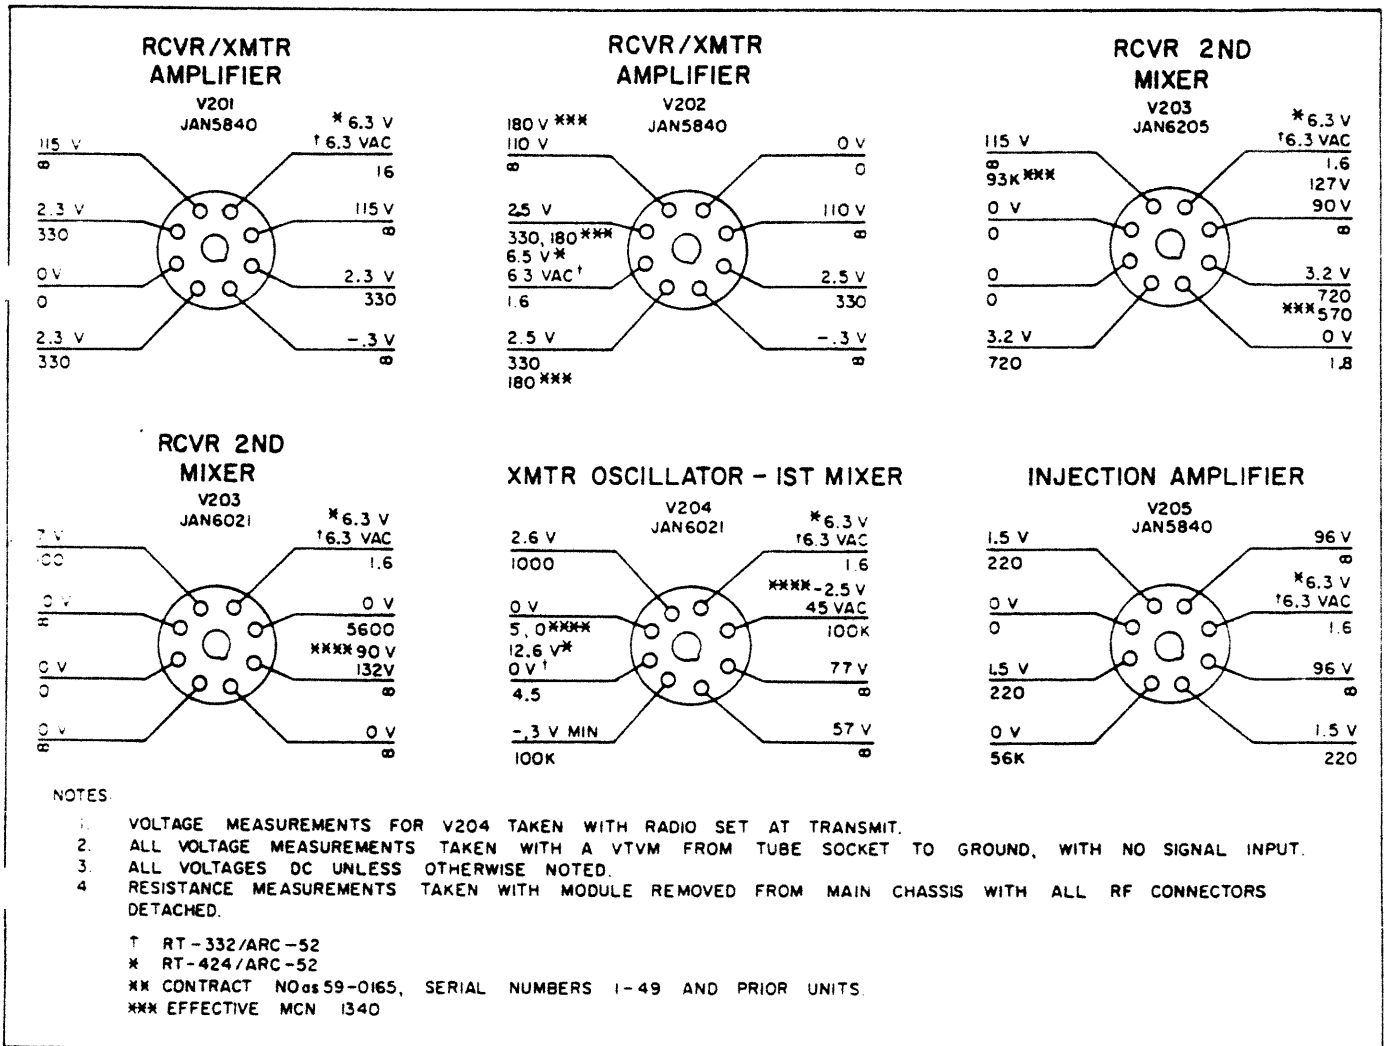 RCVR/XMTR
AMPLIFIER
V201
JAN5840
115 V
∞
2.3 V
330
0 V
0
2.3 V
330
* 6.3 V
† 6.3 VAC
16
115 V
∞
2.3 V
330
-.3 V
∞
RCVR/XMTR
AMPLIFIER
V202
JAN5840
180 V ***
110 V
∞
2.5 V
330, 180 ***
6.5 V *
6.3 VAC †
1.6
2.5 V
330
180 ***
0 V
0
110 V
∞
2.5 V
330
-.3 V
∞
RCVR 2ND
MIXER
V203
JAN6205
115 V
∞
93K ***
0 V
0
0
0
3.2 V
720
* 6.3 V
† 6.3 VAC
1.6
127V
90 V
∞
3.2 V
720
*** 570
0 V
1.8
RCVR 2ND
MIXER
V203
JAN6021
7 V
00
0 V
∞
0 V
0
0 V
∞
* 6.3 V
† 6.3 VAC
1.6
0 V
5600
**** 90 V
132V
∞
0 V
∞
XMTR OSCILLATOR - 1ST MIXER
V204
JAN6021
2.6 V
1000
0 V
5, 0 ****
12.6 V *
0 V †
4.5
-.3 V MIN
100K
* 6.3 V
† 6.3 VAC
1.6
**** -2.5 V
45 VAC
100K
77 V
∞
57 V
∞
INJECTION AMPLIFIER
V205
JAN5840
1.5 V
220
0 V
0
1.5 V
220
0 V
56K
96 V
∞
* 6.3 V
† 6.3 VAC
1.6
96 V
∞
1.5 V
220
NOTES:
1. VOLTAGE MEASUREMENTS FOR V204 TAKEN WITH RADIO SET AT TRANSMIT.
2. ALL VOLTAGE MEASUREMENTS TAKEN WITH A VTVM FROM TUBE SOCKET TO GROUND, WITH NO SIGNAL INPUT.
3. ALL VOLTAGES DC UNLESS OTHERWISE NOTED.
4 RESISTANCE MEASUREMENTS TAKEN WITH MODULE REMOVED FROM MAIN CHASSIS WITH ALL RF CONNECTORS
DETACHED.
† RT-332/ARC-52
* RT-424/ARC-52
** CONTRACT NOas 59-0165, SERIAL NUMBERS 1-49 AND PRIOR UNITS.
*** EFFECTIVE MCN 1340